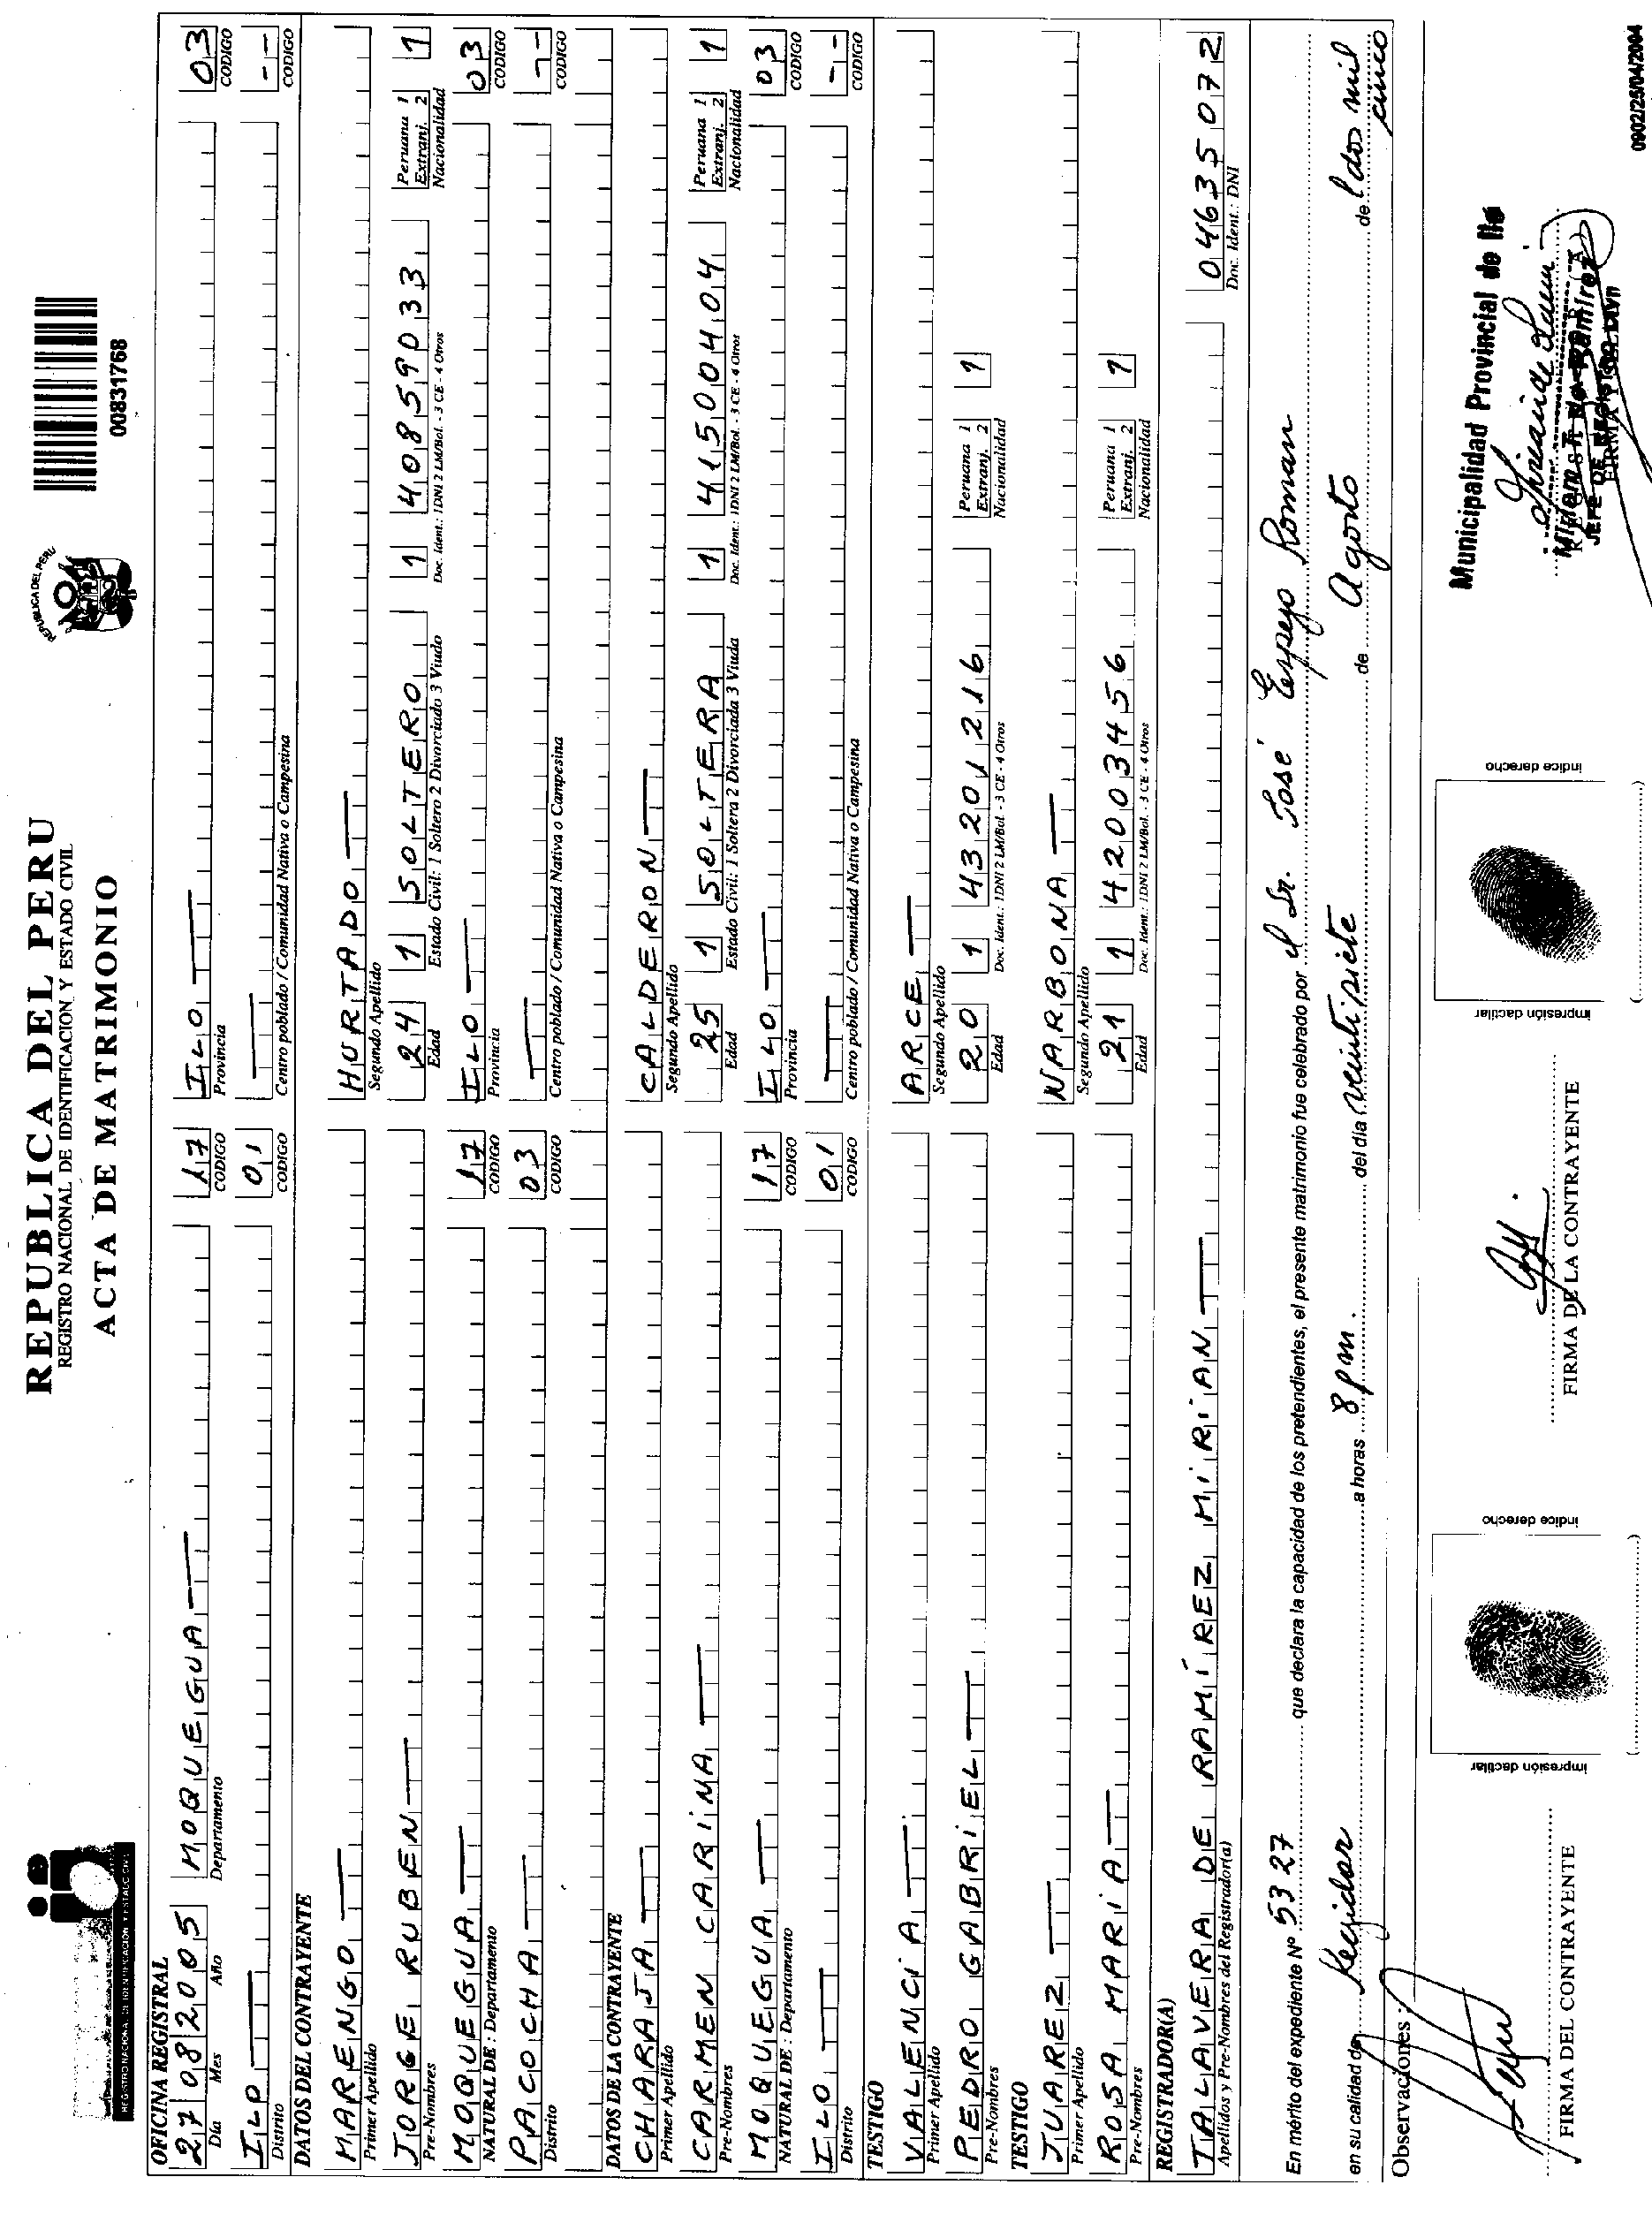 REPUBLICA DEL PERU
REGISTRO NACIONAL DE IDENTIFICACION Y ESTADO CIVIL
ACTA DE MATRIMONIO
REPUBLICA DEL PERU
00831768
OFICINA REGISTRAL
27 08 2005 MOQUEGUA 17 ILO 03
Día Mes Año Departamento CODIGO Provincia CODIGO
ILO 01 --
Distrito CODIGO Centro poblado / Comunidad Nativa o Campesina CODIGO
DATOS DEL CONTRAYENTE
MARENGO HURTADO
Primer Apellido Segundo Apellido
JORGE RUBEN 24 1 SOLTERO 1 40859033 Peruana 1 Extranj. 2 1
Pre-Nombres Edad Estado Civil: 1 Soltero 2 Divorciado 3 Viudo Doc. Ident.: 1DNI 2 LM/Bol. - 3 CE - 4 Otros Nacionalidad
MOQUEGUA 17 ILO 03
NATURAL DE : Departamento CODIGO Provincia CODIGO
PACOCHA 03 --
Distrito CODIGO Centro poblado / Comunidad Nativa o Campesina CODIGO
DATOS DE LA CONTRAYENTE
CHARAJA CALDERON
Primer Apellido Segundo Apellido
CARMEN CARINA 25 1 SOLTERA 1 41500404 Peruana 1 Extranj. 2 1
Pre-Nombres Edad Estado Civil: 1 Soltera 2 Divorciada 3 Viuda Doc. Ident.: 1DNI 2 LM/Bol. - 3 CE - 4 Otros Nacionalidad
MOQUEGUA 17 ILO 03
NATURAL DE : Departamento CODIGO Provincia CODIGO
ILO 01 --
Distrito CODIGO Centro poblado / Comunidad Nativa o Campesina CODIGO
TESTIGO
VALENCIA ARCE
Primer Apellido Segundo Apellido
PEDRO GABRIEL 20 1 43201216 Peruana 1 Extranj. 2 1
Pre-Nombres Edad Doc. Ident.: 1DNI 2 LM/Bol. - 3 CE - 4 Otros Nacionalidad
TESTIGO
JUAREZ NARBONA
Primer Apellido Segundo Apellido
ROSA MARIA 21 1 42003456 Peruana 1 Extranj. 2 1
Pre-Nombres Edad Doc. Ident.: 1DNI 2 LM/Bol. - 3 CE - 4 Otros Nacionalidad
REGISTRADOR(A)
TALAVERA DE RAMÍREZ MIRIAN 04635072
Apellidos y Pre-Nombres del Registrador(a) Doc. Ident.: DNI
En mérito del expediente Nº 5327 que declara la capacidad de los pretendientes, el presente matrimonio fue celebrado por el Sr. José Espejo Roman
en su calidad de Regidor a horas 8 pm. del día veintisiete de Agosto de dos mil cinco
Observaciones :
impresión dactilar índice derecho
impresión dactilar índice derecho
Municipalidad Provincial de Ilo
JEFE DE REGISTRO CIVIL
FIRMA DEL CONTRAYENTE
FIRMA DE LA CONTRAYENTE
0902/25/04/2004